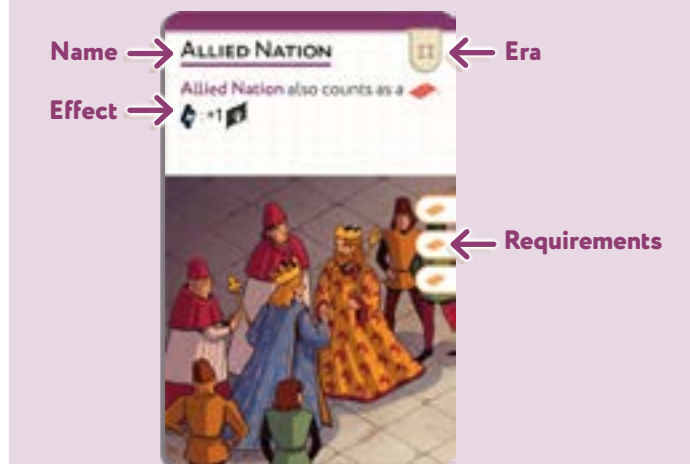 Name
ALLIED NATION
II
Era
Allied Nation also counts as a
Effect
: +1
Requirements